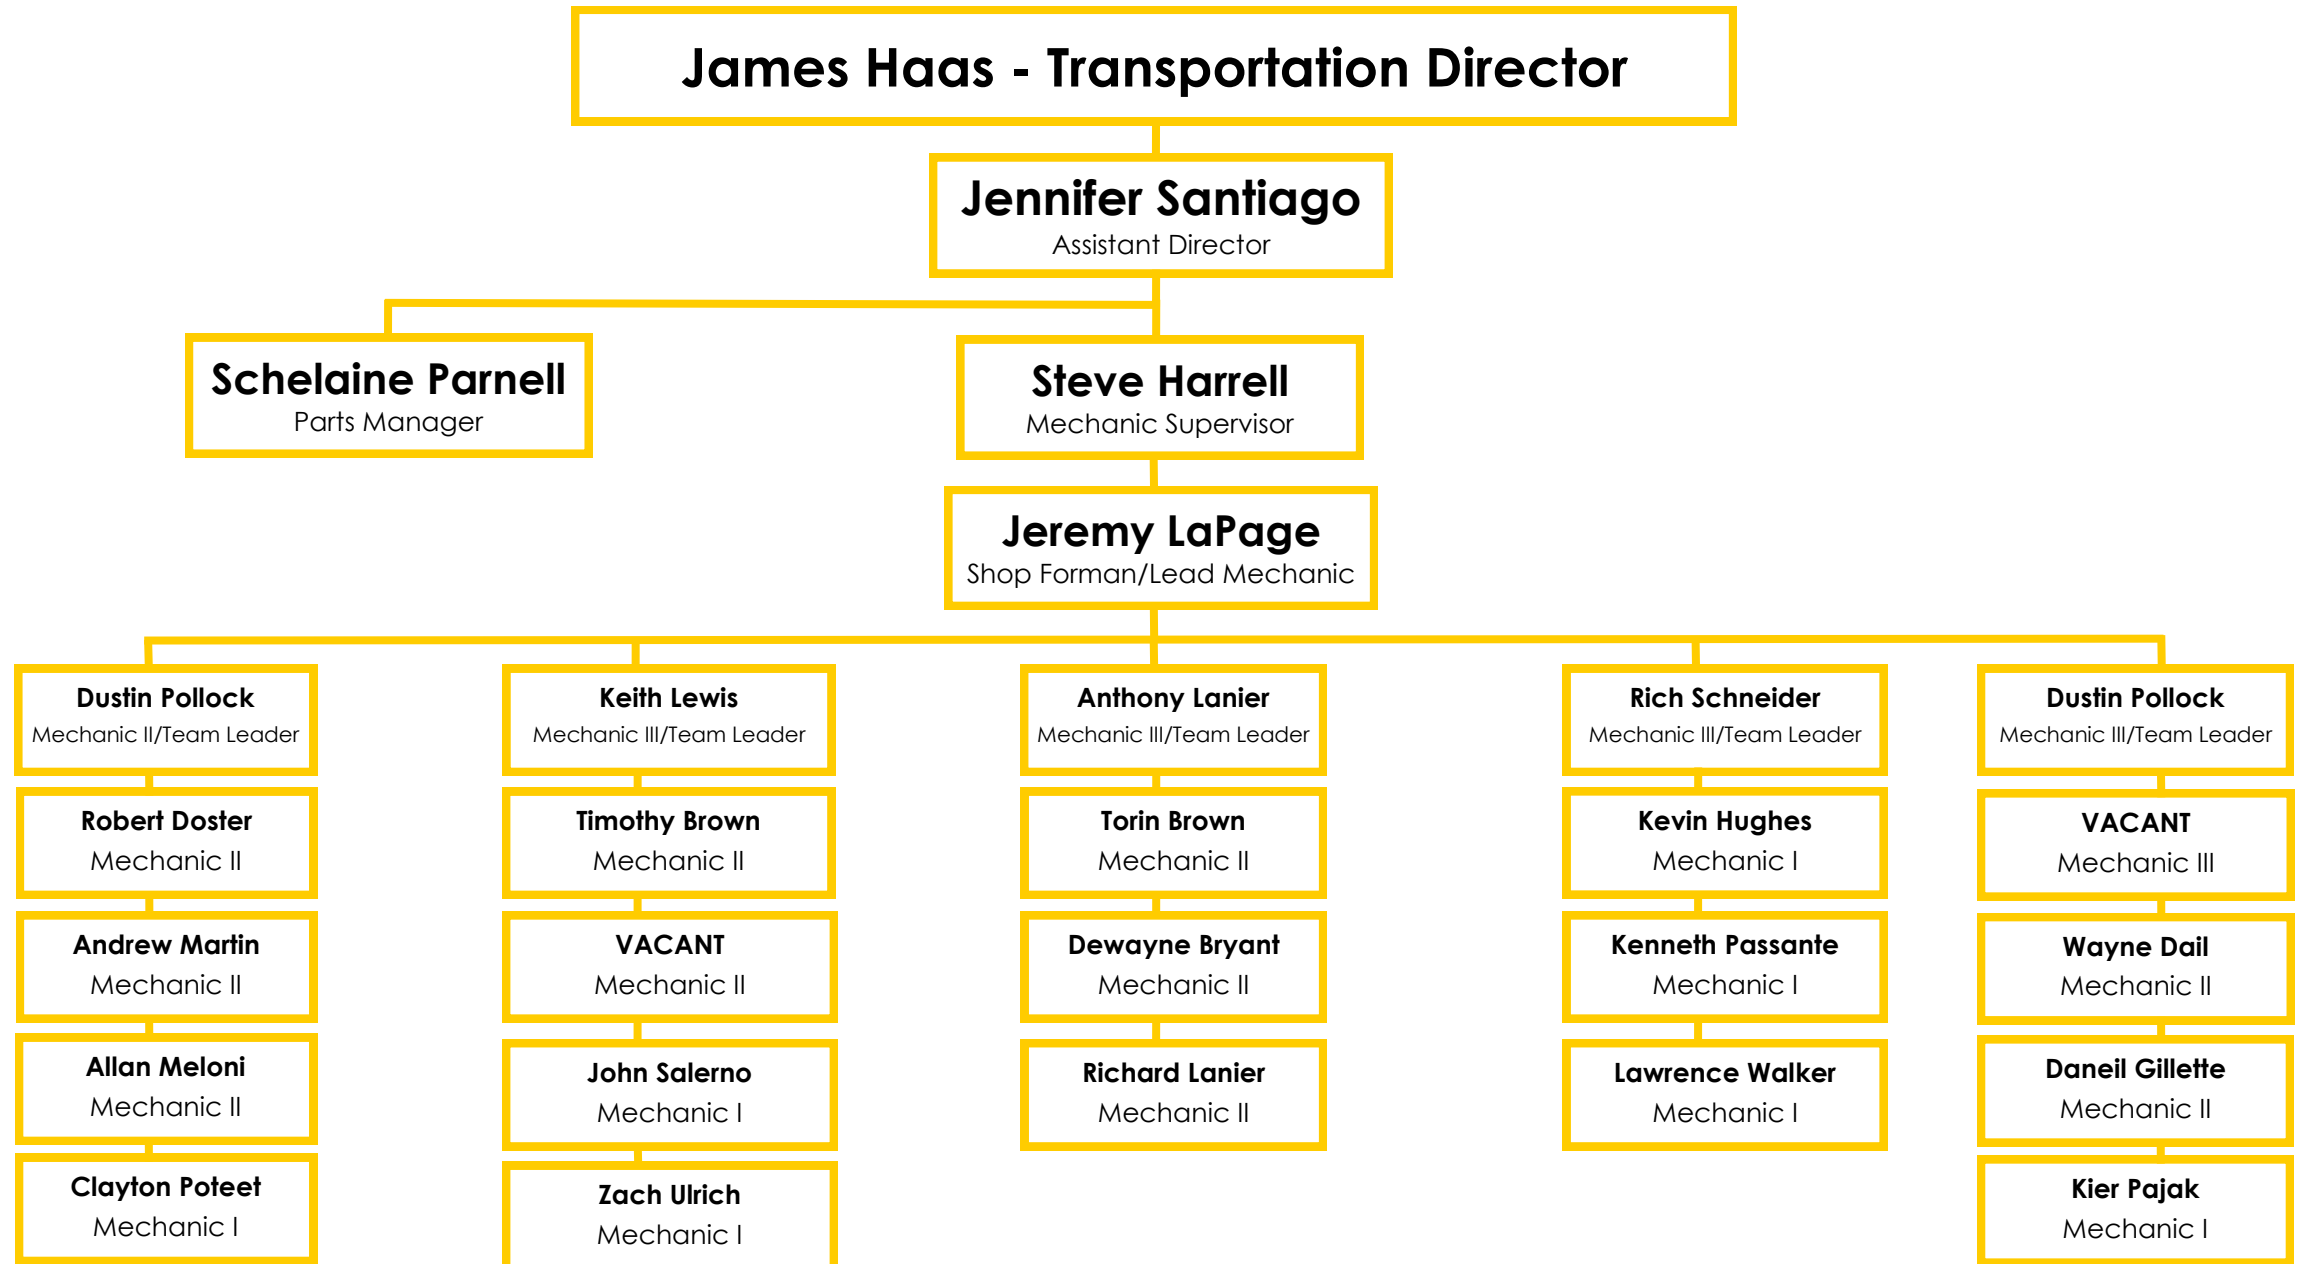 James Haas - Transportation Director
Jennifer Santiago
Assistant Director
Schelaine Parnell
Parts Manager
Steve Harrell
Mechanic Supervisor
Jeremy LaPage
Shop Forman/Lead Mechanic
Dustin Pollock
Mechanic II/Team Leader
Robert Doster
Mechanic II
Andrew Martin
Mechanic II
Allan Meloni
Mechanic II
Clayton Poteet
Mechanic I
Keith Lewis
Mechanic III/Team Leader
Timothy Brown
Mechanic II
VACANT
Mechanic II
John Salerno
Mechanic I
Zach Ulrich
Mechanic I
Anthony Lanier
Mechanic III/Team Leader
Torin Brown
Mechanic II
Dewayne Bryant
Mechanic II
Richard Lanier
Mechanic II
Rich Schneider
Mechanic III/Team Leader
Kevin Hughes
Mechanic I
Kenneth Passante
Mechanic I
Lawrence Walker
Mechanic I
Dustin Pollock
Mechanic III/Team Leader
VACANT
Mechanic III
Wayne Dail
Mechanic II
Daneil Gillette
Mechanic II
Kier Pajak
Mechanic I